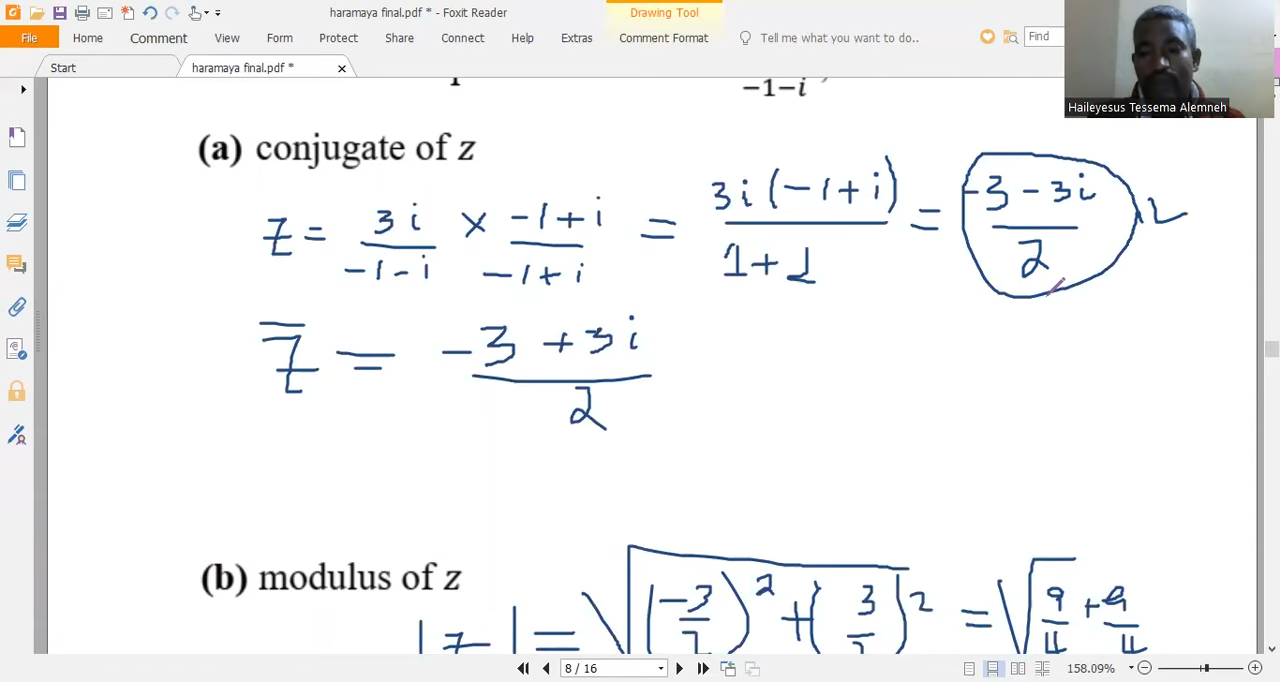 haramaya final.pdf * - Foxit Reader
Drawing Tool
File Home Comment View Form Protect Share Connect Help Extras Comment Format Tell me what you want to do.. Find
Start haramaya final.pdf *
Haileyesus Tessema Alemneh
−1−i
(a) conjugate of z
z = 3i / −1−i × −1+i / −1+i = 3i(−1+i) / 1+1 = −3−3i / 2
z̅ = −3+3i / 2
(b) modulus of z
|z| = √(−3/2)² + (3/2)² = √9/4 + 9/4
8 / 16
158.09%